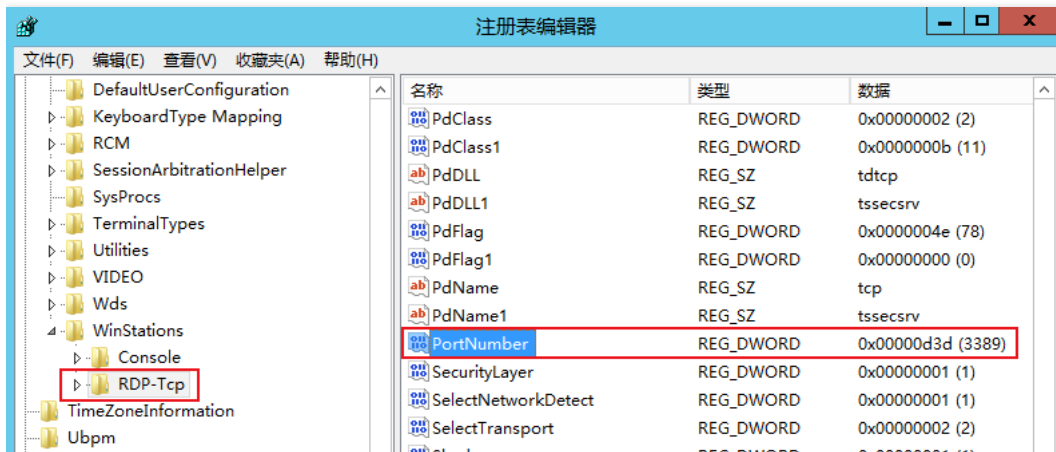 注册表编辑器
文件(F) 编辑(E) 查看(V) 收藏夹(A) 帮助(H)
DefaultUserConfiguration
KeyboardType Mapping
RCM
SessionArbitrationHelper
SysProcs
TerminalTypes
Utilities
VIDEO
Wds
WinStations
Console
RDP-Tcp
TimeZoneInformation
Ubpm
名称 类型 数据
PdClass REG_DWORD 0x00000002 (2)
PdClass1 REG_DWORD 0x0000000b (11)
PdDLL REG_SZ tdtcp
PdDLL1 REG_SZ tssecsrv
PdFlag REG_DWORD 0x0000004e (78)
PdFlag1 REG_DWORD 0x00000000 (0)
PdName REG_SZ tcp
PdName1 REG_SZ tssecsrv
PortNumber REG_DWORD 0x00000d3d (3389)
SecurityLayer REG_DWORD 0x00000001 (1)
SelectNetworkDetect REG_DWORD 0x00000001 (1)
SelectTransport REG_DWORD 0x00000002 (2)